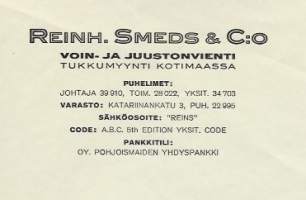 REINH. SMEDS & C:O
VOIN- JA JUUSTONVIENTI
TUKKUMYYNTI KOTIMAASSA
PUHELIMET:
JOHTAJA 39 910, TOIM. 28 022, YKSIT. 34 703
VARASTO: KATARIINANKATU 3, PUH. 22 995
SÄHKÖOSOITE: "REINS"
CODE: A.B.C. 5th EDITION YKSIT. CODE
PANKKITILI:
OY. POHJOISMAIDEN YHDYSPANKKI